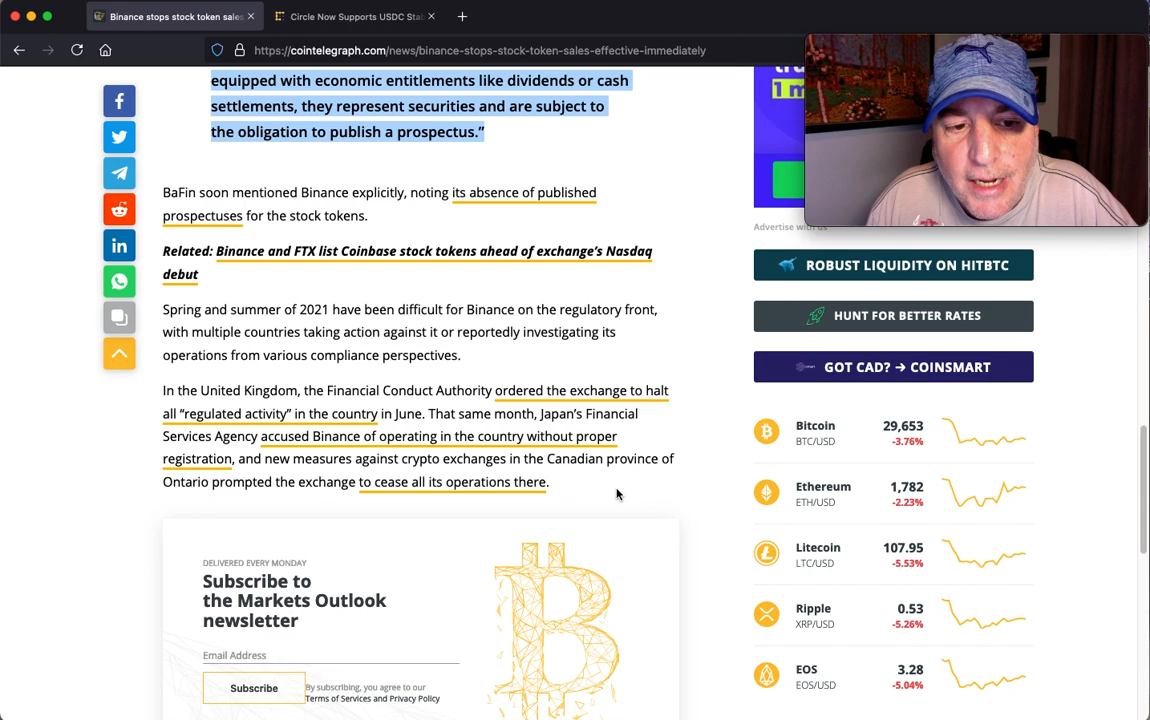 Binance stops stock token sales
Circle Now Supports USDC Stab
https://cointelegraph.com/news/binance-stops-stock-token-sales-effective-immediately
equipped with economic entitlements like dividends or cash
settlements, they represent securities and are subject to
the obligation to publish a prospectus.”
BaFin soon mentioned Binance explicitly, noting its absence of published
prospectuses for the stock tokens.
Related: Binance and FTX list Coinbase stock tokens ahead of exchange’s Nasdaq
debut
Spring and summer of 2021 have been difficult for Binance on the regulatory front,
with multiple countries taking action against it or reportedly investigating its
operations from various compliance perspectives.
In the United Kingdom, the Financial Conduct Authority ordered the exchange to halt
all “regulated activity” in the country in June. That same month, Japan’s Financial
Services Agency accused Binance of operating in the country without proper
registration, and new measures against crypto exchanges in the Canadian province of
Ontario prompted the exchange to cease all its operations there.
DELIVERED EVERY MONDAY
Subscribe to
the Markets Outlook
newsletter
Email Address
Subscribe
By subscribing, you agree to our
Terms of Services and Privacy Policy
Advertise with us
ROBUST LIQUIDITY ON HITBTC
HUNT FOR BETTER RATES
GOT CAD? → COINSMART
Bitcoin 29,653
BTC/USD -3.76%
Ethereum 1,782
ETH/USD -2.23%
Litecoin 107.95
LTC/USD -5.53%
Ripple 0.53
XRP/USD -5.26%
EOS 3.28
EOS/USD -5.04%